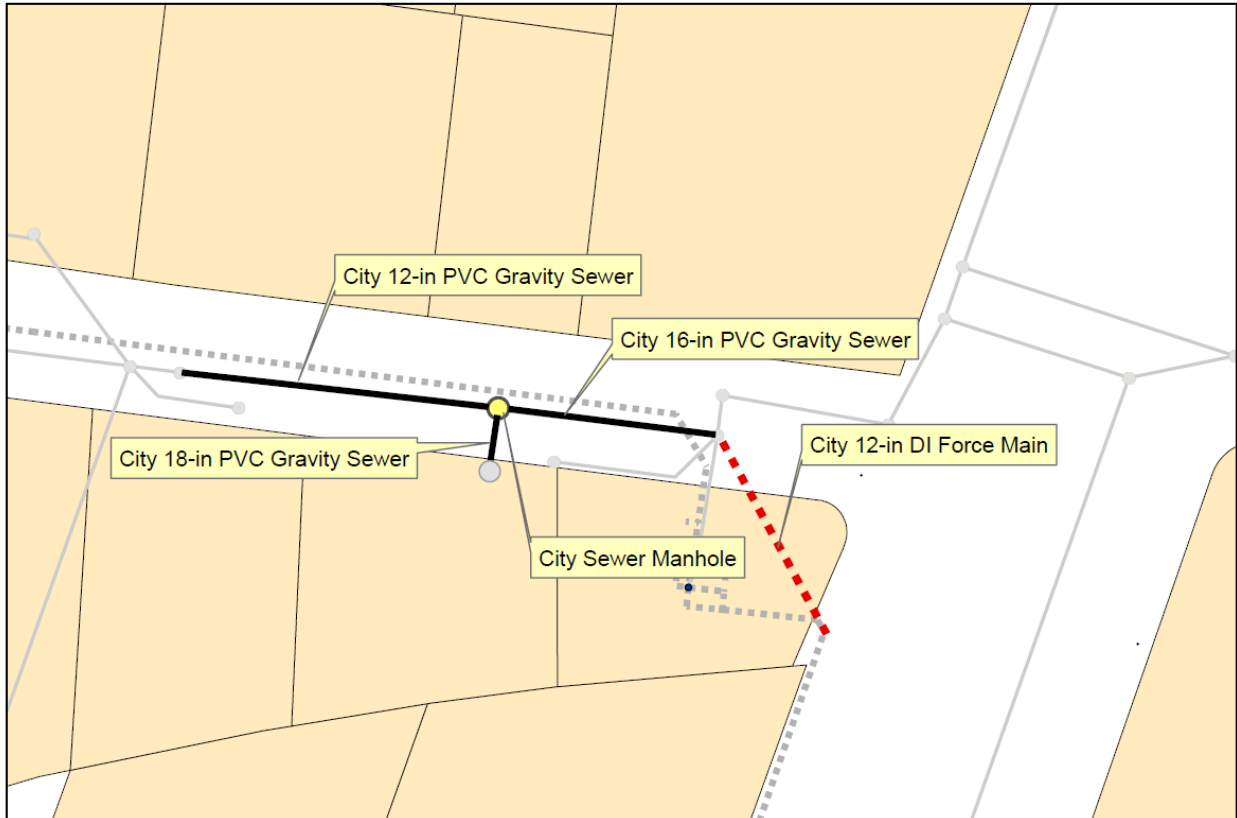 City 12-in PVC Gravity Sewer
City 16-in PVC Gravity Sewer
City 18-in PVC Gravity Sewer
City 12-in DI Force Main
City Sewer Manhole